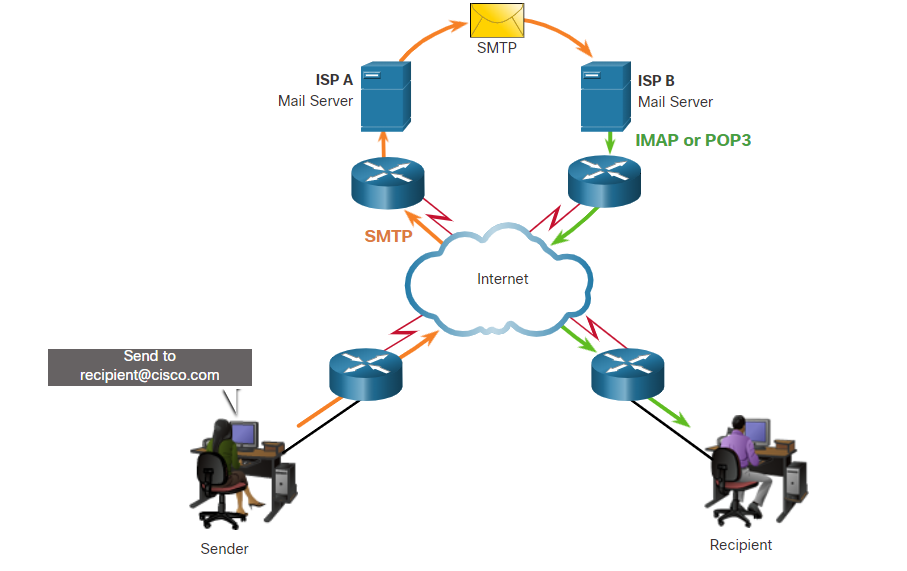 SMTP
ISP A
Mail Server
ISP B
Mail Server
IMAP or POP3
SMTP
Internet
Send to
recipient@cisco.com
Sender
Recipient